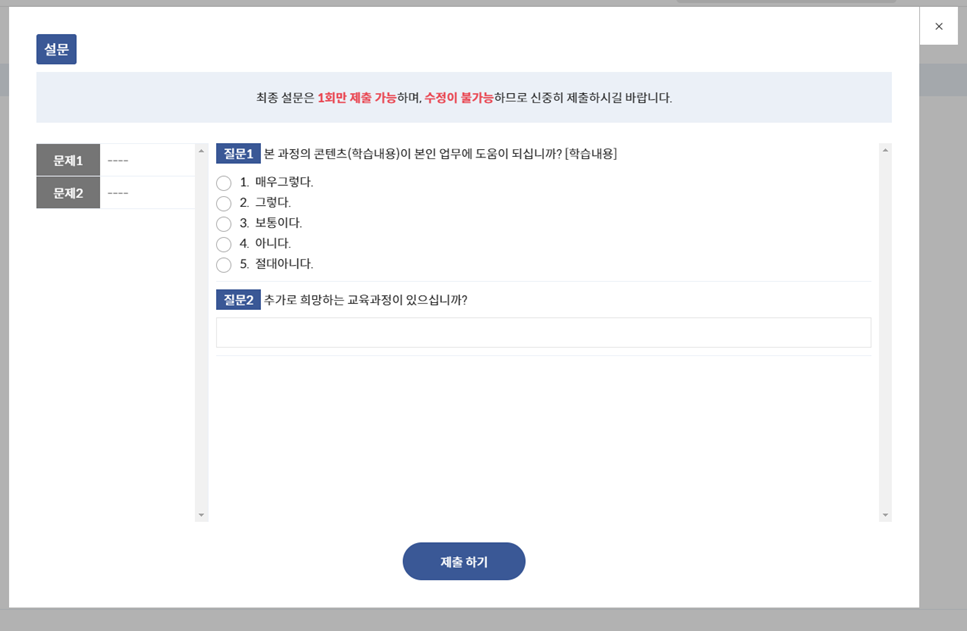 설문
최종 설문은 1회만 제출 가능하며, 수정이 불가능하므로 신중히 제출하시길 바랍니다.
문제1 ----
문제2 ----
질문1 본 과정의 콘텐츠(학습내용)이 본인 업무에 도움이 되십니까? [학습내용]
1. 매우그렇다.
2. 그렇다.
3. 보통이다.
4. 아니다.
5. 절대아니다.
질문2 추가로 희망하는 교육과정이 있으십니까?
제출 하기